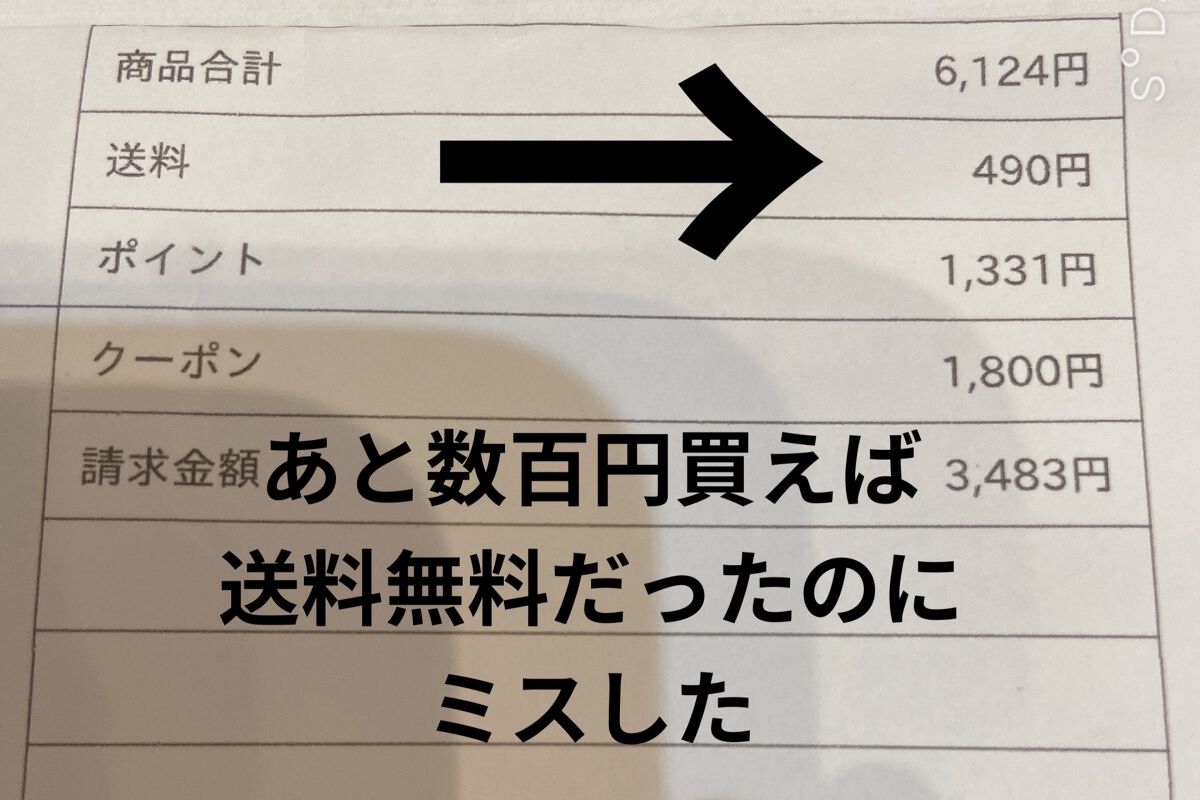 商品合計 6,124円
送料 490円
ポイント 1,331円
クーポン 1,800円
請求金額 3,483円
あと数百円買えば
送料無料だったのに
ミスした